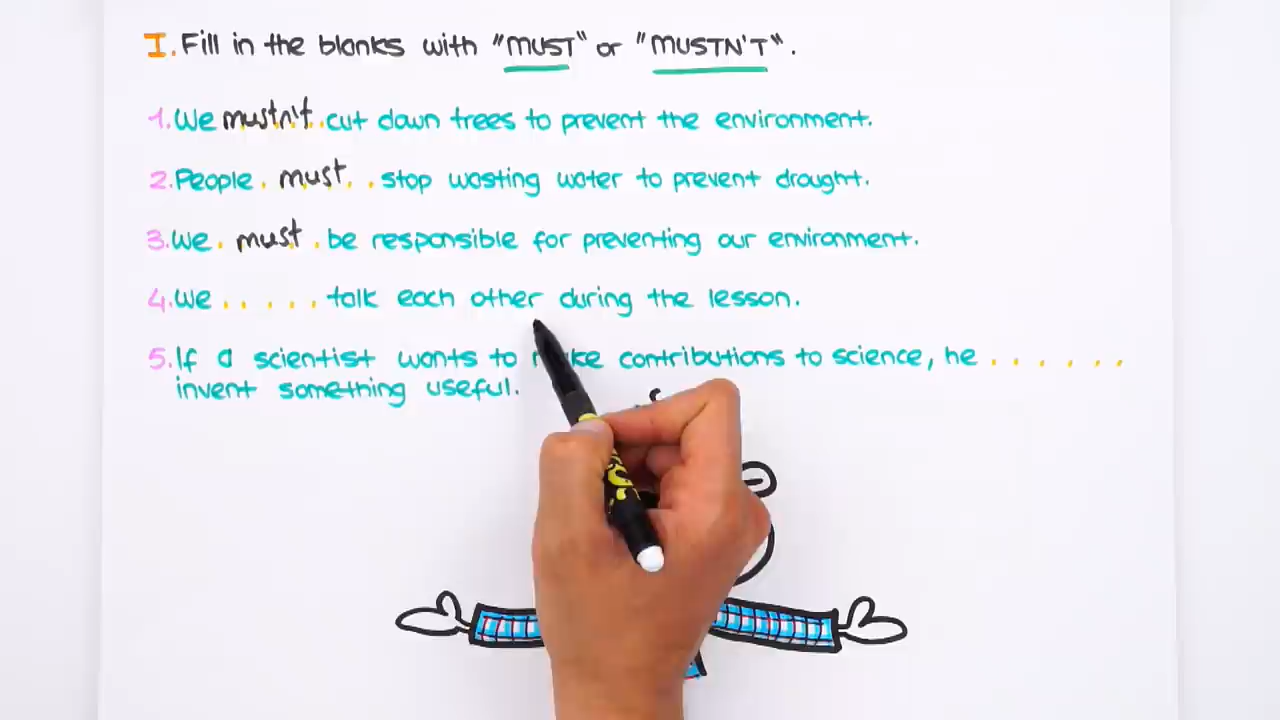 I. Fill in the blanks with "MUST" or "MUSTN'T".
1. We mustn't cut down trees to prevent the environment.
2. People . must . . stop wasting water to prevent drought.
3. We . must . be responsible for preventing our environment.
4. We . . . . . talk each other during the lesson.
5. If a scientist wants to make contributions to science, he . . . . . .
invent something useful.